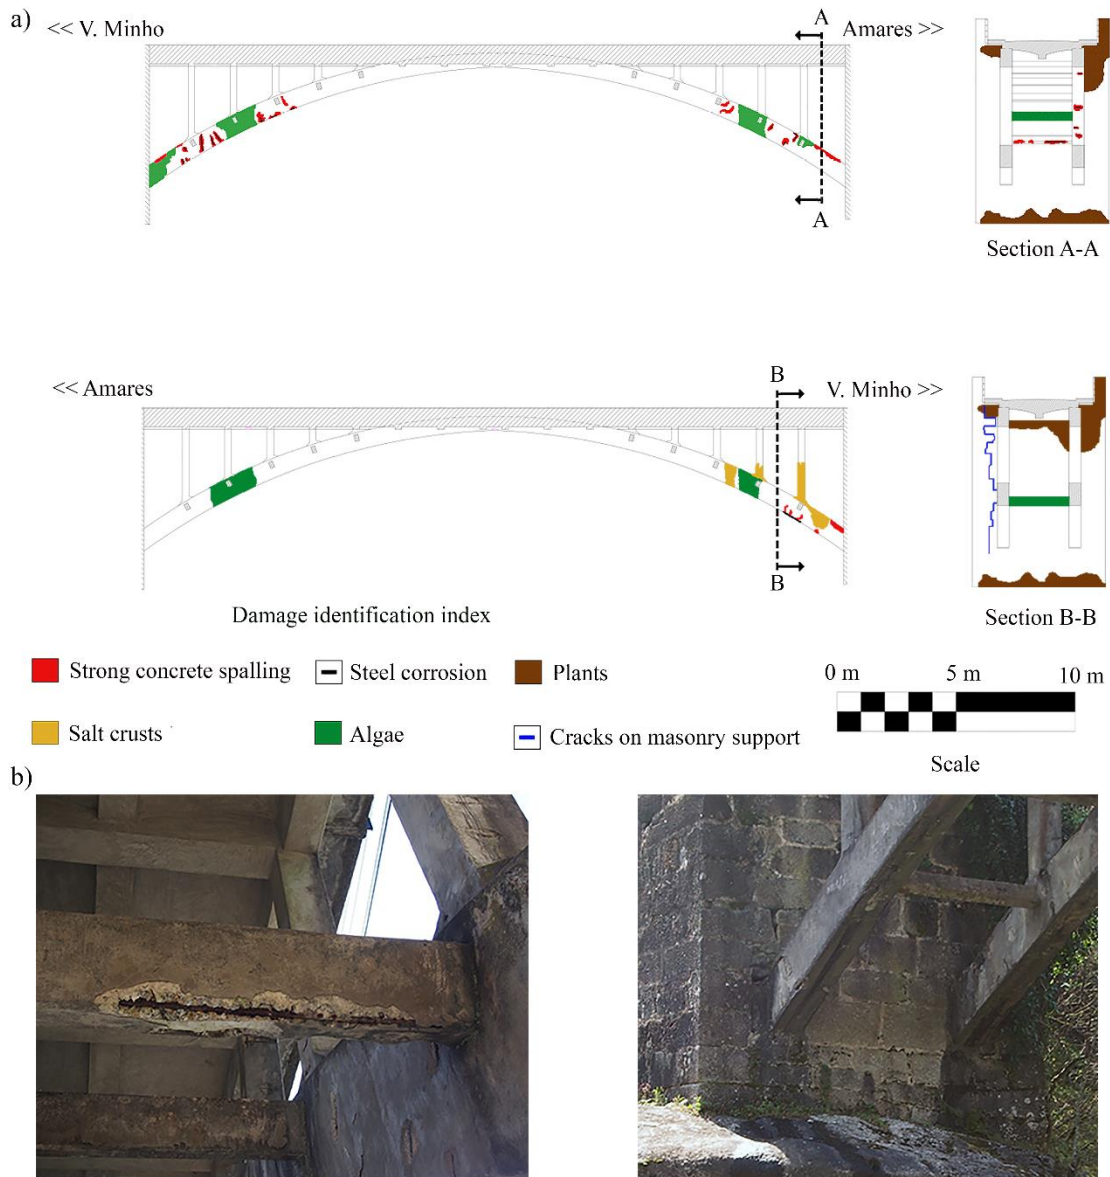 a)
<< V. Minho
A
Amares >>
A
Section A-A
<< Amares
B
V. Minho >>
B
Section B-B
Damage identification index
Strong concrete spalling
Steel corrosion
Plants
Salt crusts
Algae
Cracks on masonry support
0 m 5 m 10 m
Scale
b)